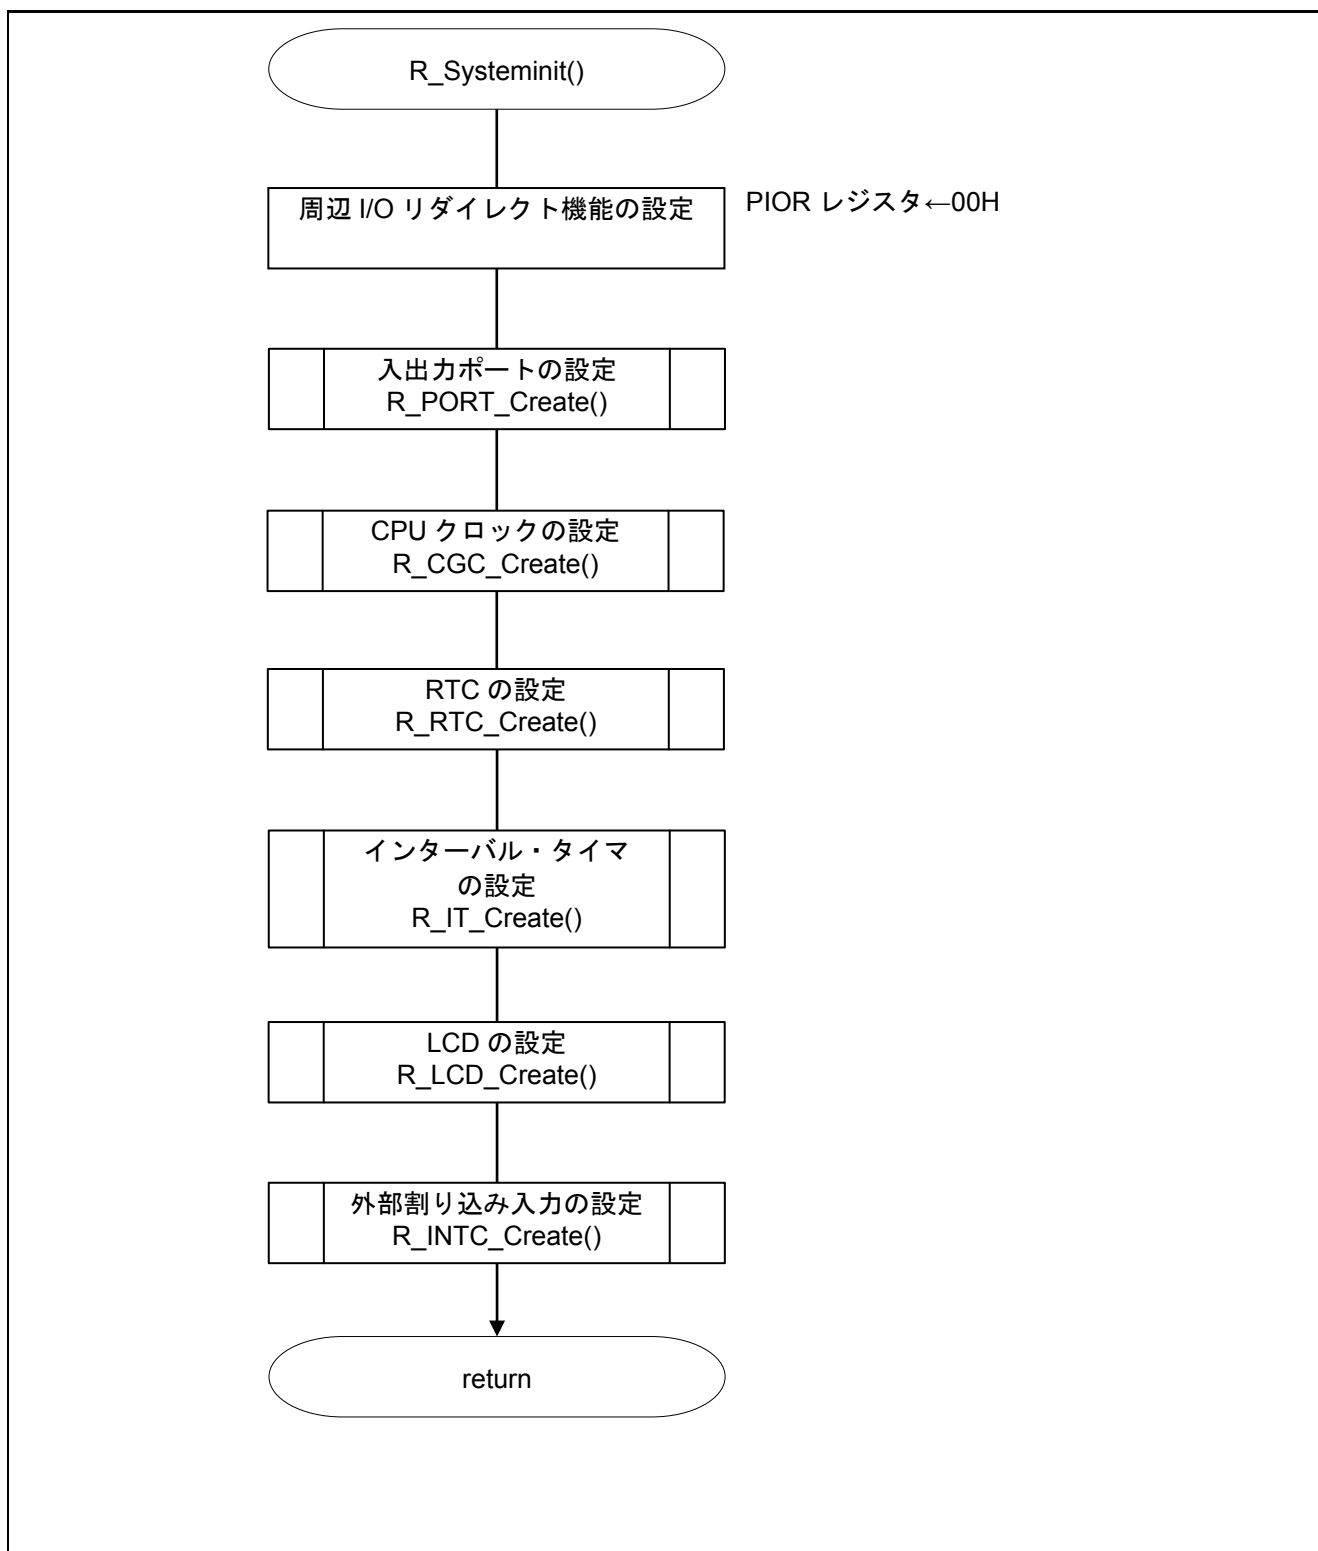 R_Systeminit()
周辺 I/O リダイレクト機能の設定
PIOR レジスタ←00H
入出力ポートの設定
R_PORT_Create()
CPU クロックの設定
R_CGC_Create()
RTC の設定
R_RTC_Create()
インターバル・タイマ
の設定
R_IT_Create()
LCD の設定
R_LCD_Create()
外部割り込み入力の設定
R_INTC_Create()
return